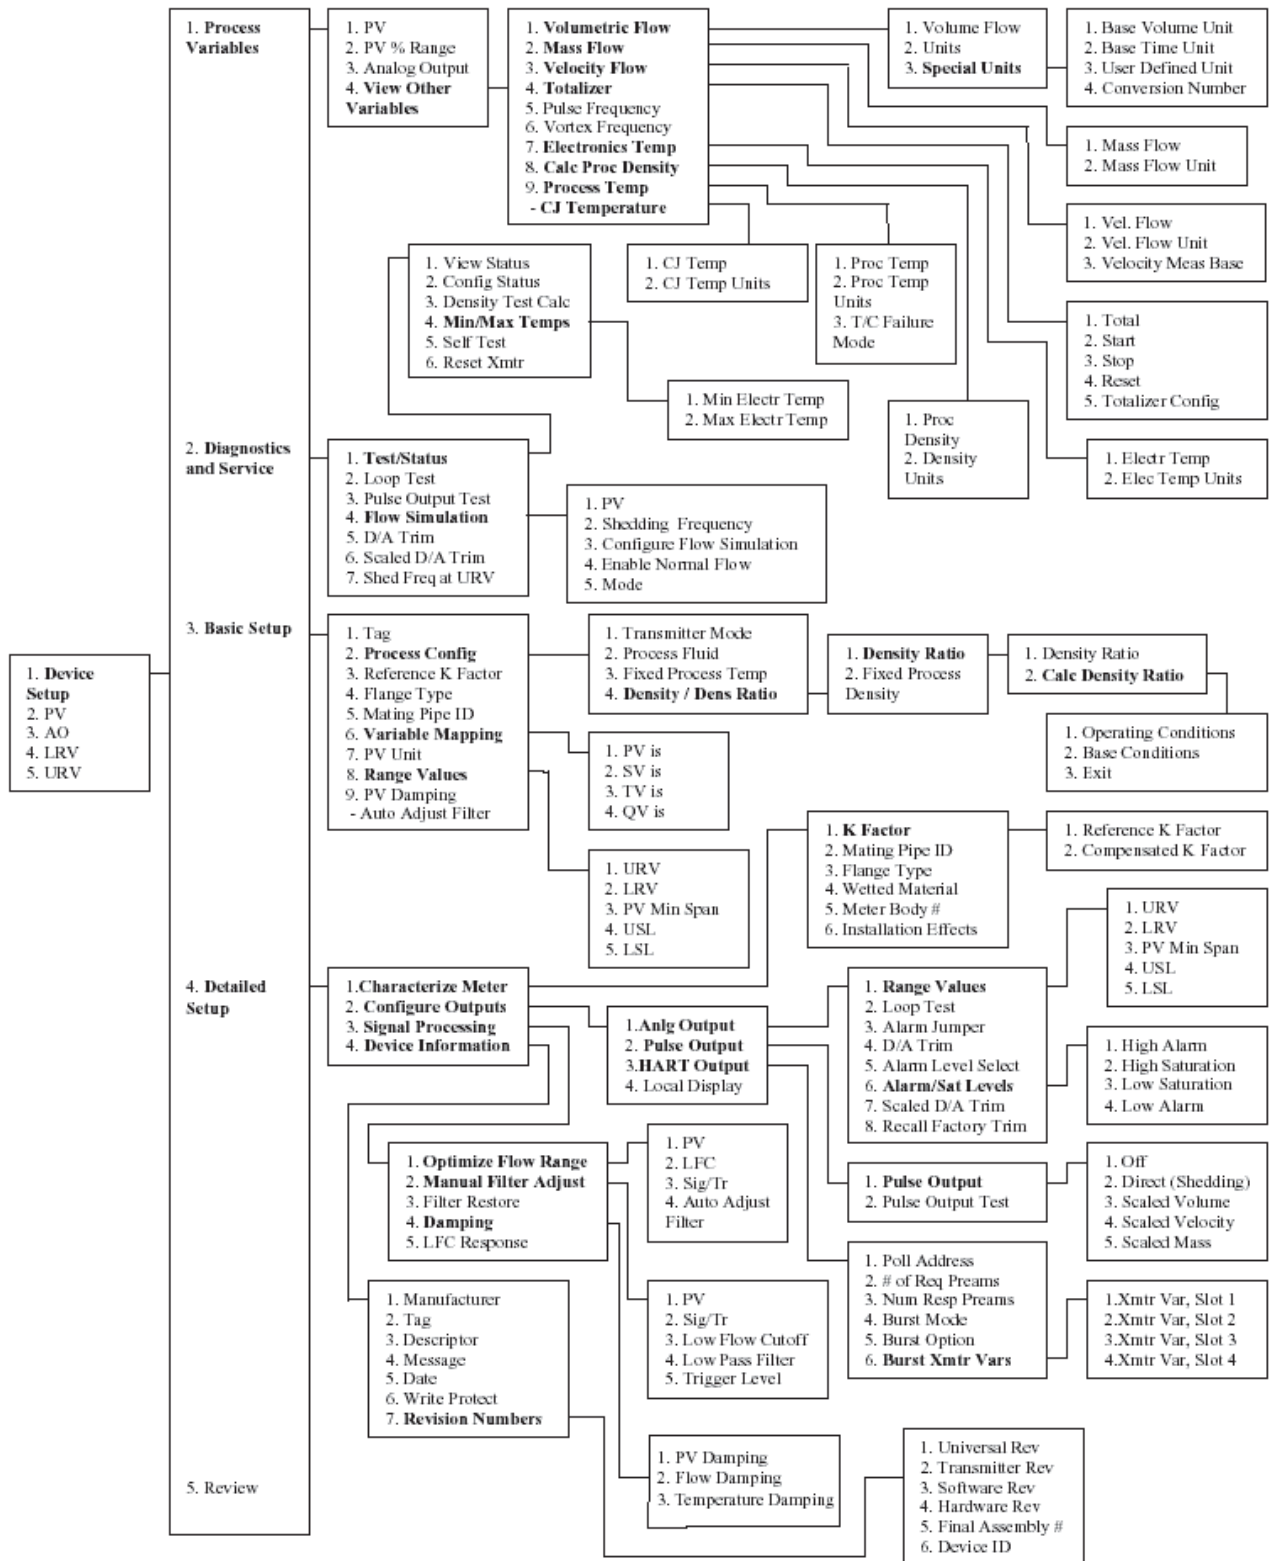 1. Device
Setup
2. PV
3. AO
4. LRV
5. URV
1. Process
Variables
2. Diagnostics
and Service
3. Basic Setup
4. Detailed
Setup
5. Review
1. PV
2. PV % Range
3. Analog Output
4. View Other
Variables
1. Volumetric Flow
2. Mass Flow
3. Velocity Flow
4. Totalizer
5. Pulse Frequency
6. Vortex Frequency
7. Electronics Temp
8. Calc Proc Density
9. Process Temp
- CJ Temperature
1. Volume Flow
2. Units
3. Special Units
1. Base Volume Unit
2. Base Time Unit
3. User Defined Unit
4. Conversion Number
1. Mass Flow
2. Mass Flow Unit
1. Vel. Flow
2. Vel. Flow Unit
3. Velocity Meas Base
1. Total
2. Start
3. Stop
4. Reset
5. Totalizer Config
1. Electr Temp
2. Elec Temp Units
1. Proc
Density
2. Density
Units
1. Proc Temp
2. Proc Temp
Units
3. T/C Failure
Mode
1. CJ Temp
2. CJ Temp Units
1. View Status
2. Config Status
3. Density Test Calc
4. Min/Max Temps
5. Self Test
6. Reset Xmtr
1. Min Electr Temp
2. Max Electr Temp
1. Test/Status
2. Loop Test
3. Pulse Output Test
4. Flow Simulation
5. D/A Trim
6. Scaled D/A Trim
7. Shed Freq at URV
1. PV
2. Shedding Frequency
3. Configure Flow Simulation
4. Enable Normal Flow
5. Mode
1. Tag
2. Process Config
3. Reference K Factor
4. Flange Type
5. Mating Pipe ID
6. Variable Mapping
7. PV Unit
8. Range Values
9. PV Damping
- Auto Adjust Filter
1. Transmitter Mode
2. Process Fluid
3. Fixed Process Temp
4. Density / Dens Ratio
1. Density Ratio
2. Fixed Process
Density
1. Density Ratio
2. Calc Density Ratio
1. Operating Conditions
2. Base Conditions
3. Exit
1. PV is
2. SV is
3. TV is
4. QV is
1. URV
2. LRV
3. PV Min Span
4. USL
5. LSL
1.Characterize Meter
2. Configure Outputs
3. Signal Processing
4. Device Information
1. K Factor
2. Mating Pipe ID
3. Flange Type
4. Wetted Material
5. Meter Body #
6. Installation Effects
1. Reference K Factor
2. Compensated K Factor
1.Anlg Output
2. Pulse Output
3.HART Output
4. Local Display
1. Range Values
2. Loop Test
3. Alarm Jumper
4. D/A Trim
5. Alarm Level Select
6. Alarm/Sat Levels
7. Scaled D/A Trim
8. Recall Factory Trim
1. URV
2. LRV
3. PV Min Span
4. USL
5. LSL
1. High Alarm
2. High Saturation
3. Low Saturation
4. Low Alarm
1. Pulse Output
2. Pulse Output Test
1. Off
2. Direct (Shedding)
3. Scaled Volume
4. Scaled Velocity
5. Scaled Mass
1. Poll Address
2. # of Req Preams
3. Num Resp Preams
4. Burst Mode
5. Burst Option
6. Burst Xmtr Vars
1.Xmtr Var, Slot 1
2.Xmtr Var, Slot 2
3.Xmtr Var, Slot 3
4.Xmtr Var, Slot 4
1. Optimize Flow Range
2. Manual Filter Adjust
3. Filter Restore
4. Damping
5. LFC Response
1. PV
2. LFC
3. Sig/Tr
4. Auto Adjust
Filter
1. PV
2. Sig/Tr
3. Low Flow Cutoff
4. Low Pass Filter
5. Trigger Level
1. PV Damping
2. Flow Damping
3. Temperature Damping
1. Manufacturer
2. Tag
3. Descriptor
4. Message
5. Date
6. Write Protect
7. Revision Numbers
1. Universal Rev
2. Transmitter Rev
3. Software Rev
4. Hardware Rev
5. Final Assembly #
6. Device ID